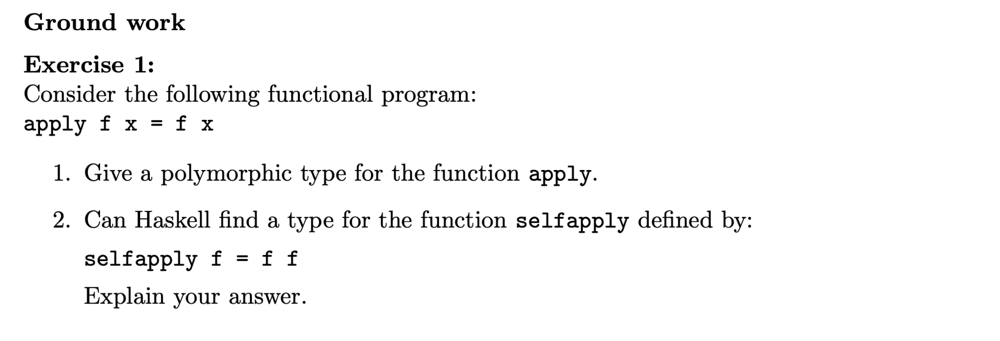 Ground work
Exercise 1:
Consider the following functional program:
apply f x = f x
1. Give a polymorphic type for the function apply.
2. Can Haskell find a type for the function selfapply defined by:
selfapply f = f f
Explain your answer.